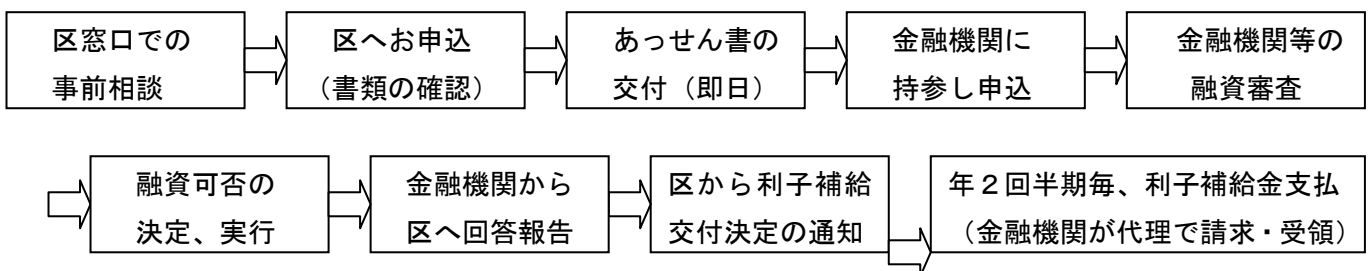 区窓口での
事前相談
区へお申込
（書類の確認）
あっせん書の
交付（即日）
金融機関に
持参し申込
金融機関等の
融資審査
融資可否の
決定、実行
金融機関から
区へ回答報告
区から利子補給
交付決定の通知
年２回半期毎、利子補給金支払
（金融機関が代理で請求・受領）